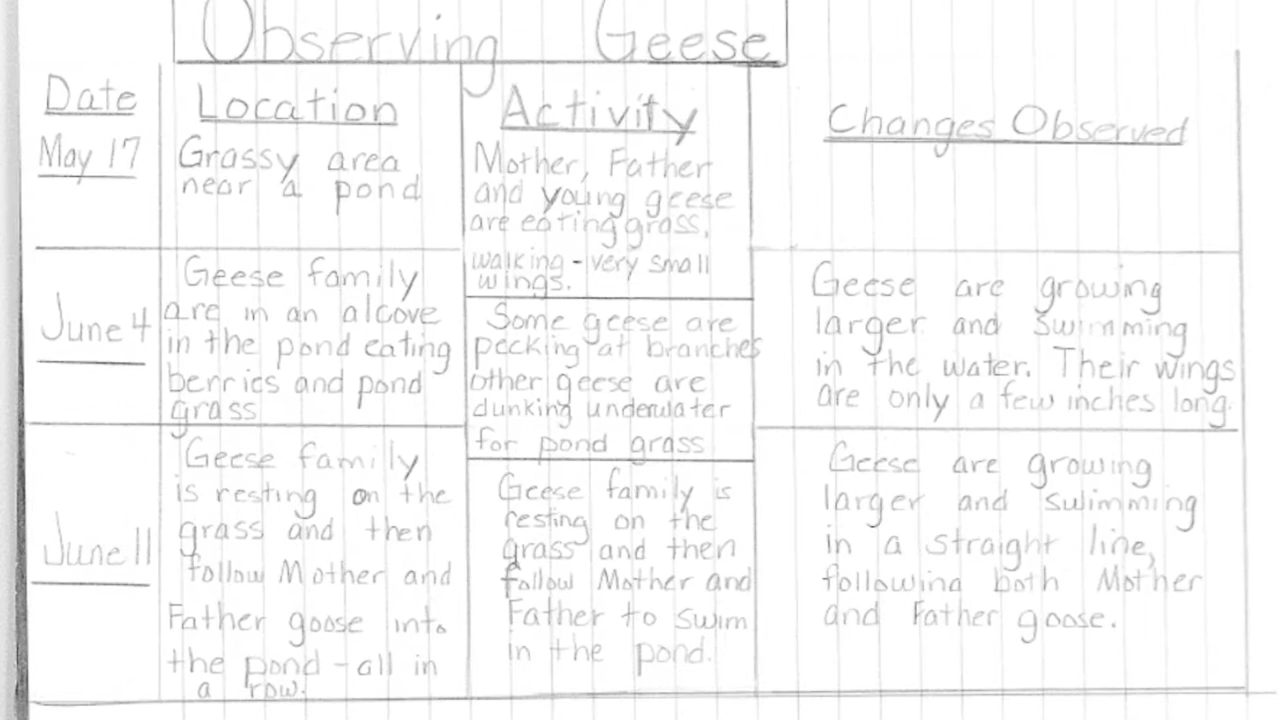 Observing Geese
Date
Location
Activity
Changes Observed
May 17
Grassy area
near a pond
Mother, Father
and young geese
are eating grass,
walking - very small
wings.
June 4
Geese family
are in an alcove
in the pond eating
berries and pond
grass
Some geese are
pecking at branches
other geese are
dunking underwater
for pond grass
Geese are growing
larger and swimming
in the water. Their wings
are only a few inches long.
June 11
Geese family
is resting on the
grass and then
follow Mother and
Father goose into
the pond - all in
a row.
Geese family is
resting on the
grass and then
follow Mother and
Father to swim
in the pond.
Geese are growing
larger and swimming
in a straight line,
following both Mother
and Father goose.